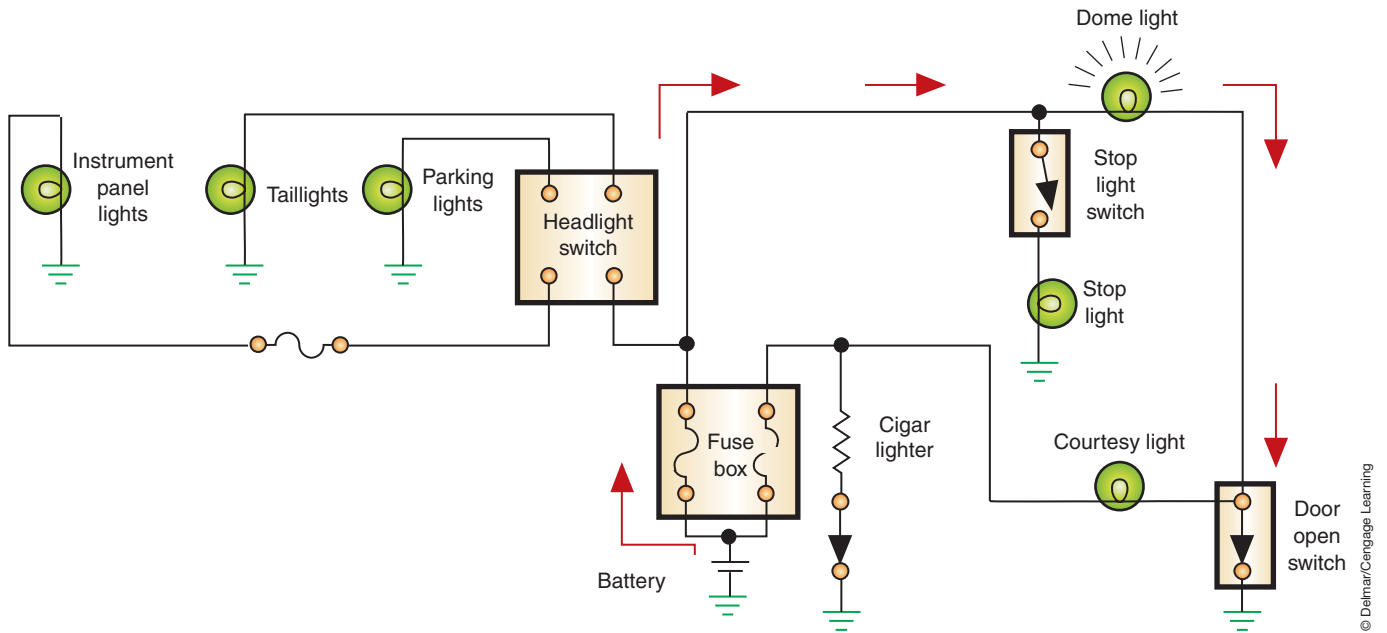 Dome light
Instrument
panel
lights
Taillights
Parking
lights
Headlight
switch
Stop
light
switch
Stop
light
Fuse
box
Cigar
lighter
Courtesy light
Door
open
switch
Battery
© Delmar/Cengage Learning